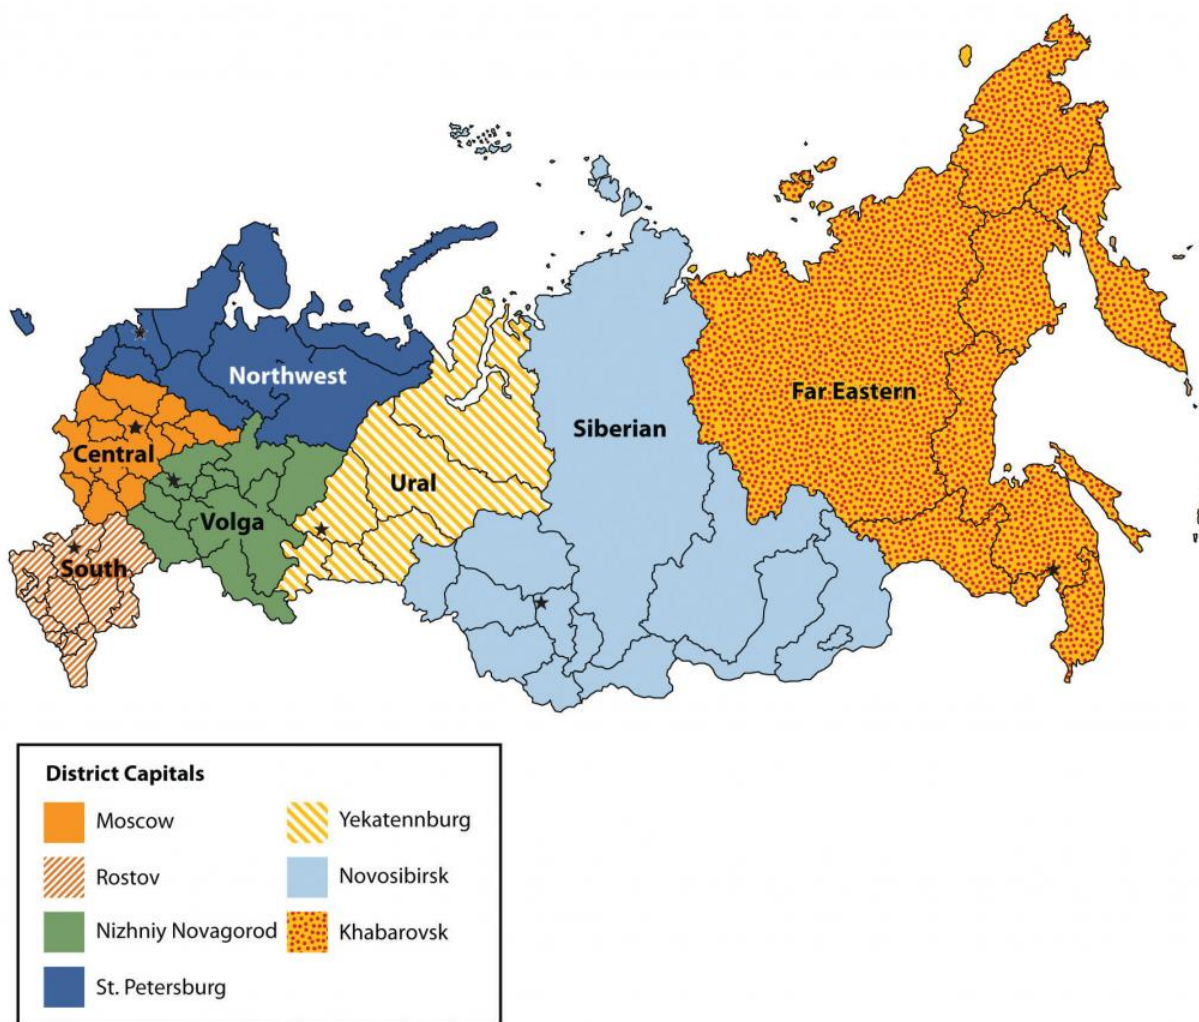 Northwest
Far Eastern
Siberian
Central
Ural
Volga
South
District Capitals
Moscow
Rostov
Nizhniy Novagorod
St. Petersburg
Yekatennburg
Novosibirsk
Khabarovsk